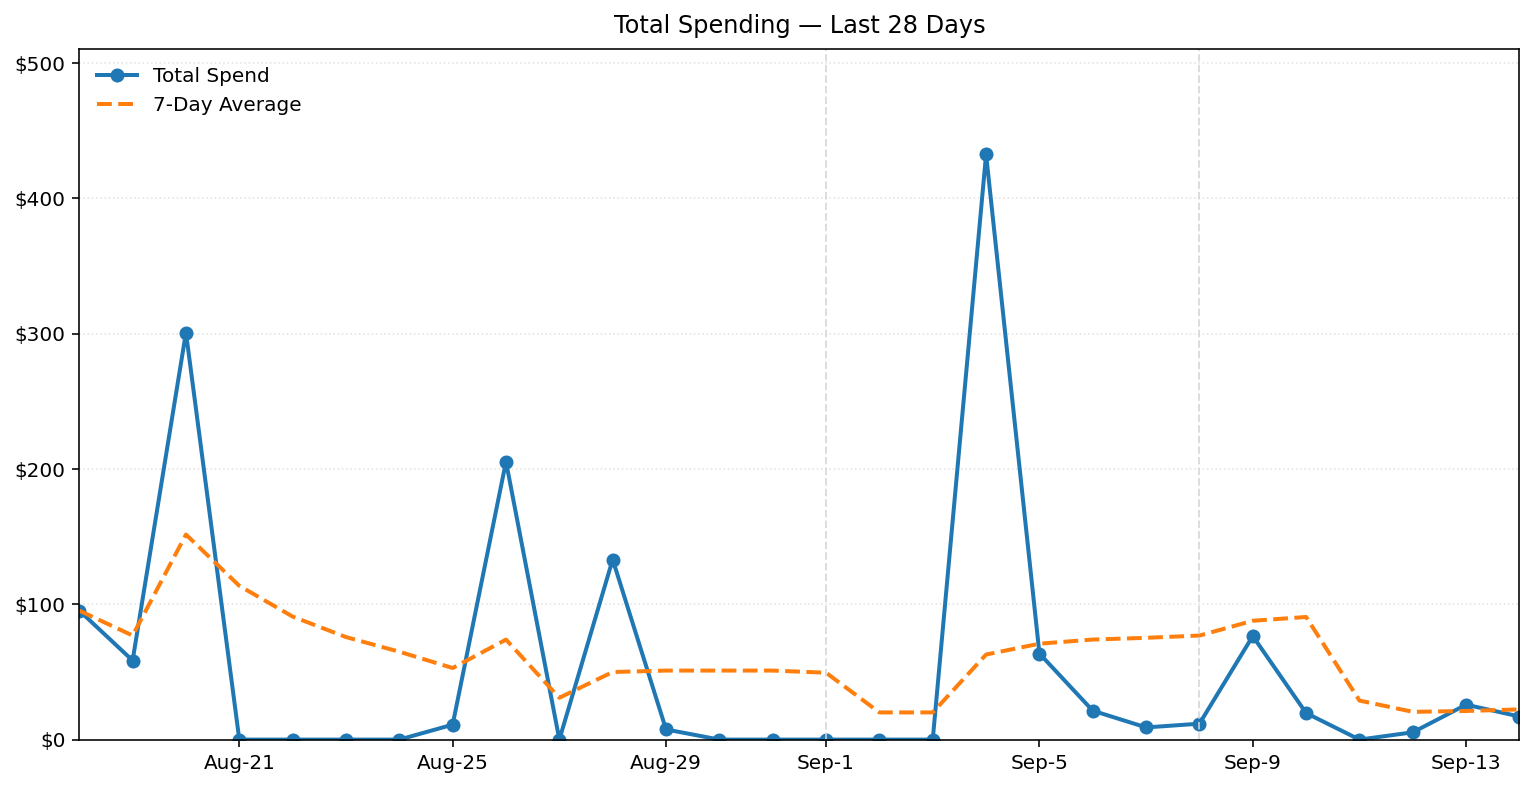 Total Spending — Last 28 Days
$500
$400
$300
$200
$100
$0
Total Spend
7-Day Average
Aug-21
Aug-25
Aug-29
Sep-1
Sep-5
Sep-9
Sep-13